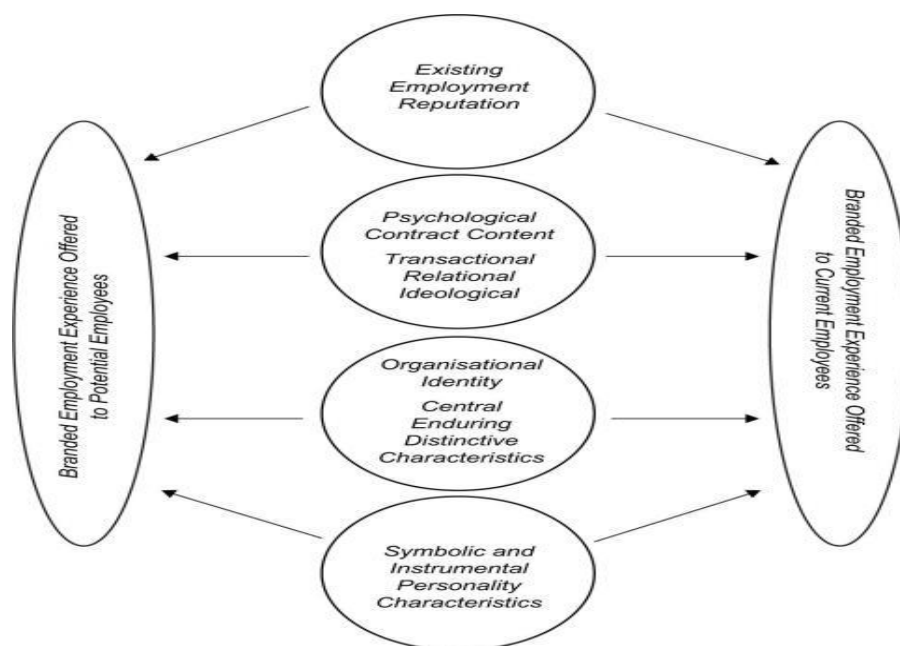 Existing
Employment
Reputation
Branded Employment Experience Offered
to Potential Employees
Psychological
Contract Content
Transactional
Relational
Ideological
Organisational
Identity
Central
Enduring
Distinctive
Characteristics
Symbolic and
Instrumental
Personality
Characteristics
Branded Employment Experience Offered
to Current Employees